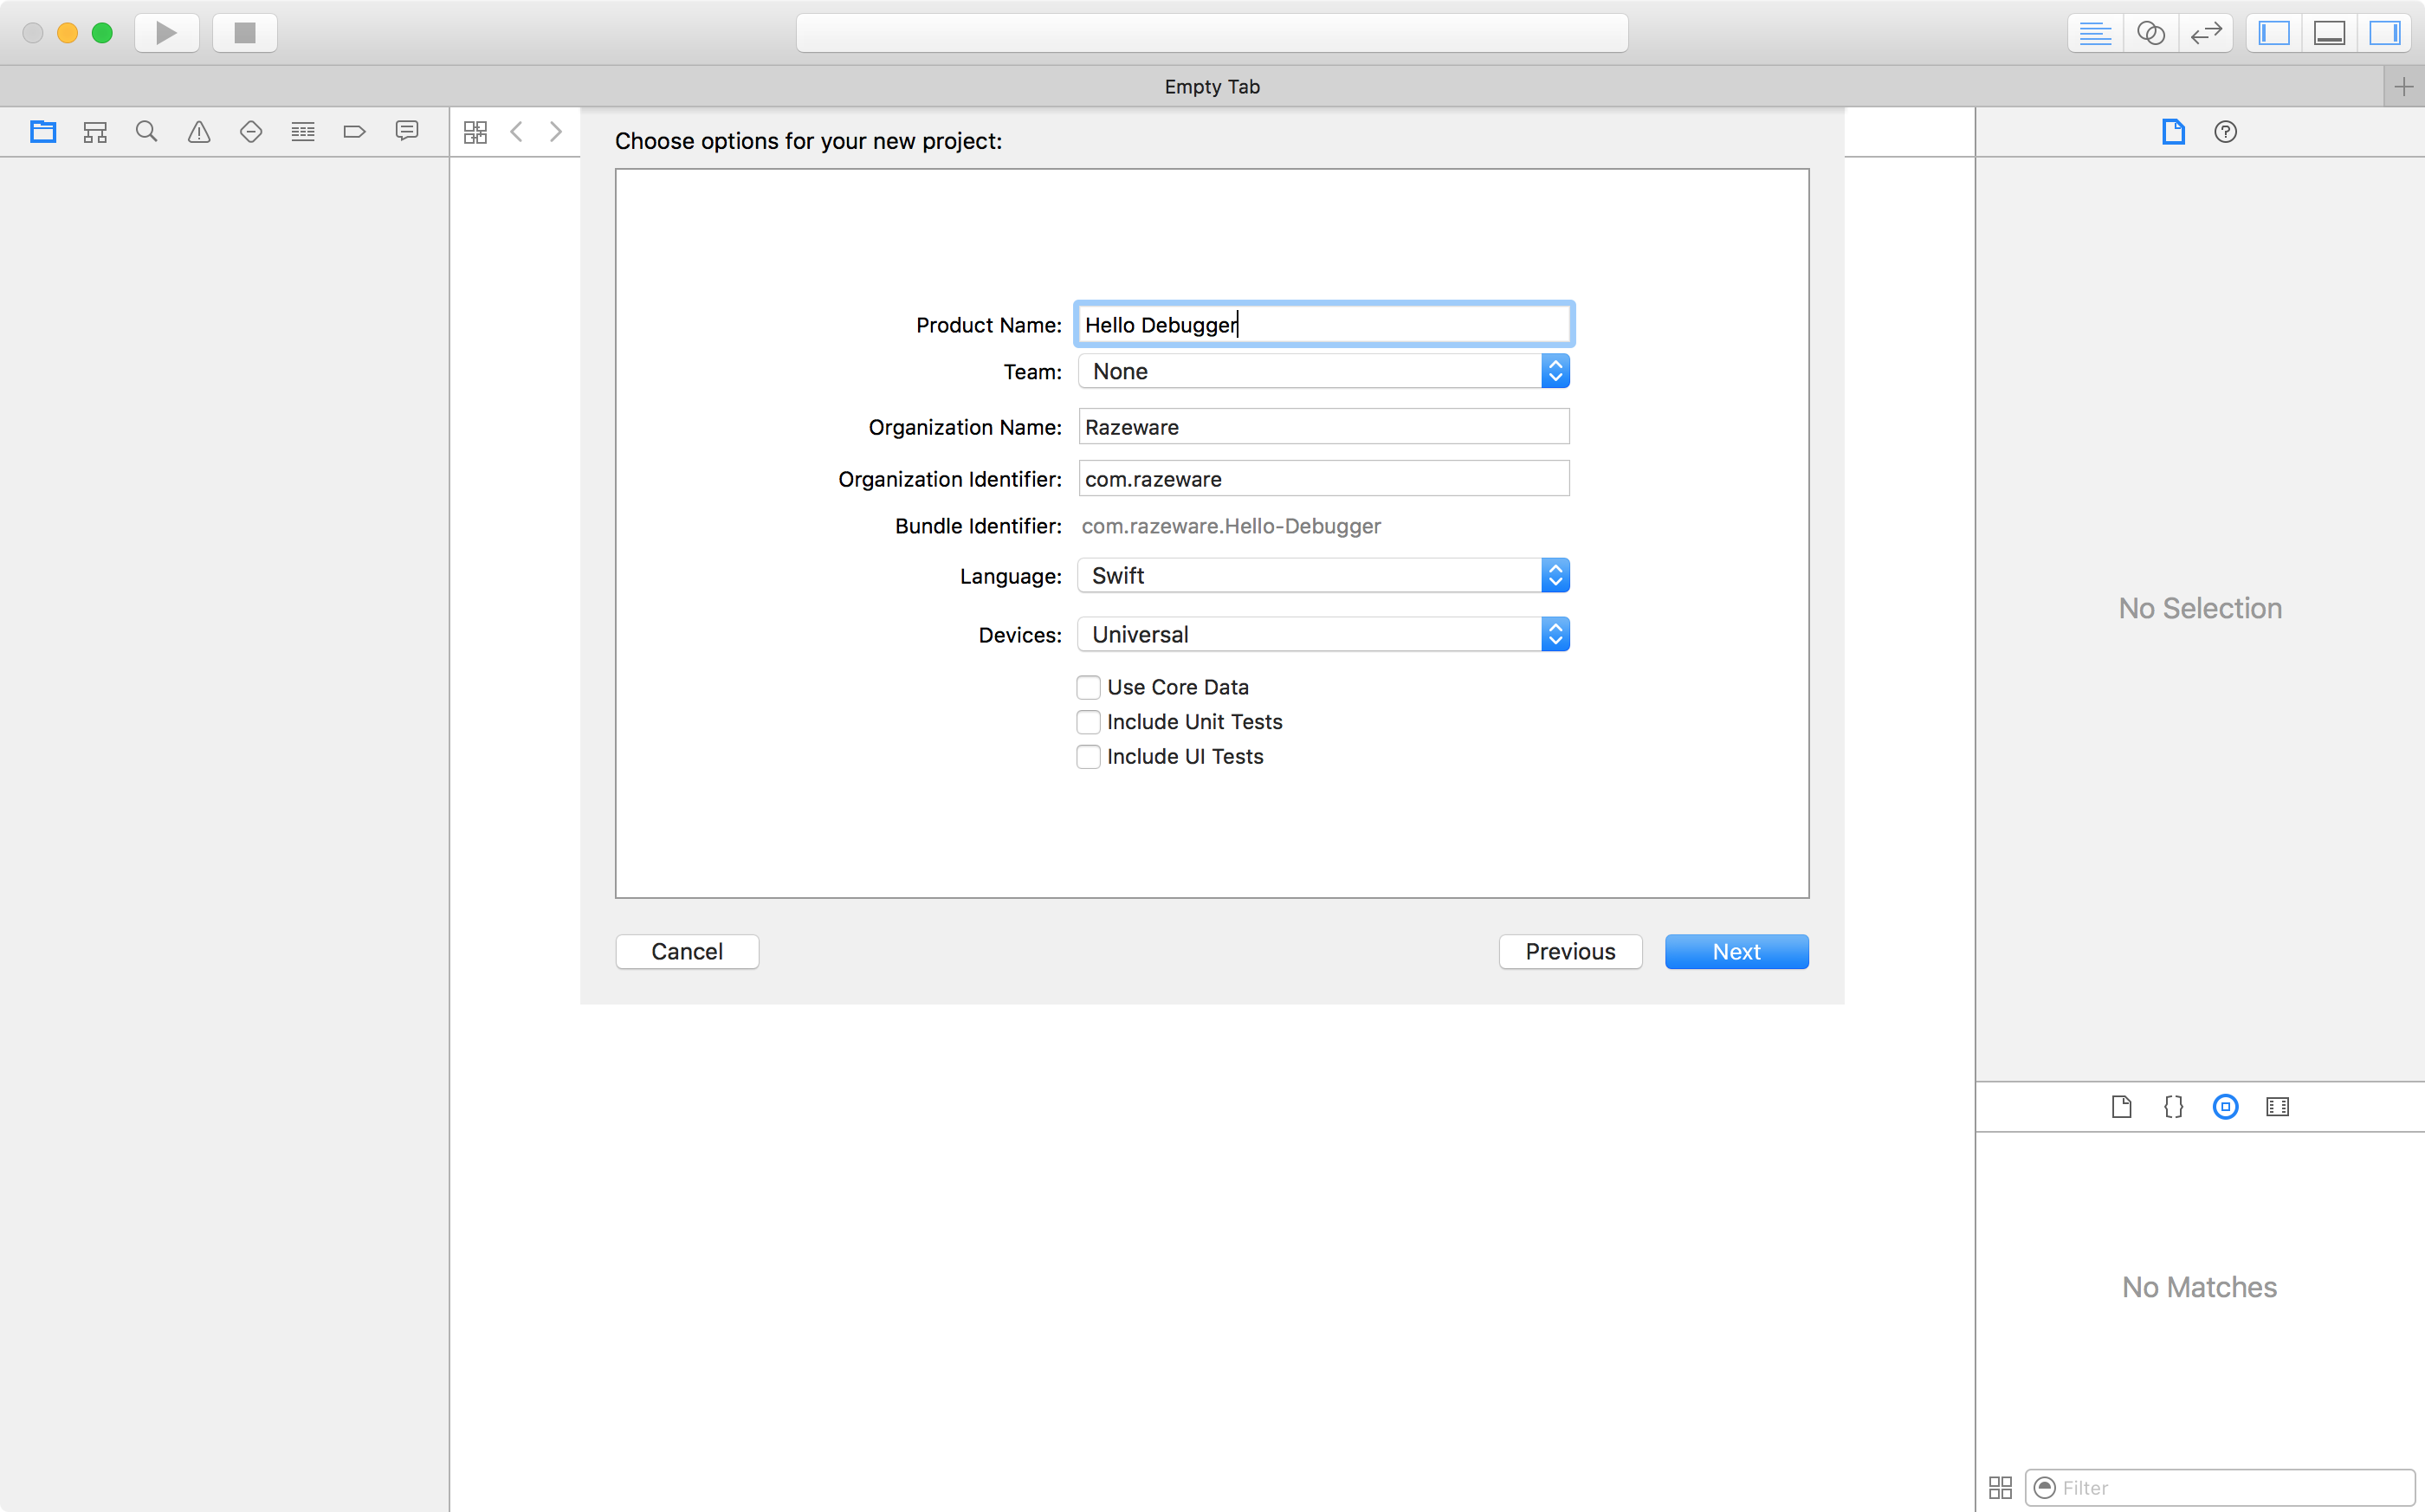 Empty Tab
Choose options for your new project:
Product Name: Hello Debugger
Team: None
Organization Name: Razeware
Organization Identifier: com.razeware
Bundle Identifier: com.razeware.Hello-Debugger
Language: Swift
Devices: Universal
Use Core Data
Include Unit Tests
Include UI Tests
Cancel Previous Next
No Selection
No Matches
Filter